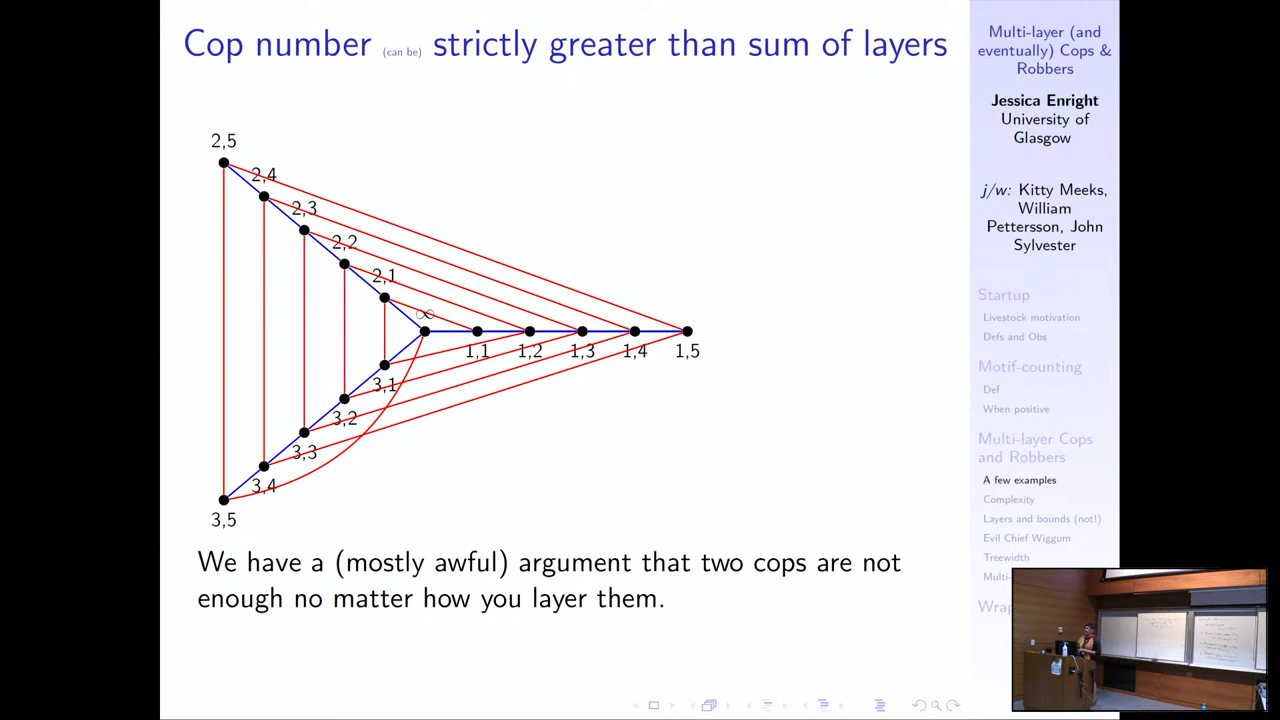 Cop number (can be) strictly greater than sum of layers
2,5
2,4
2,3
2,2
2,1
∞
1,1
1,2
1,3
1,4
1,5
3,1
3,2
3,3
3,4
3,5
We have a (mostly awful) argument that two cops are not
enough no matter how you layer them.
Multi-layer (and
eventually) Cops &
Robbers
Jessica Enright
University of
Glasgow
j/w: Kitty Meeks,
William
Pettersson, John
Sylvester
Startup
Livestock motivation
Defs and Obs
Motif-counting
Def
When positive
Multi-layer Cops
and Robbers
A few examples
Complexity
Layers and bounds (not!)
Evil Chief Wiggum
Treewidth